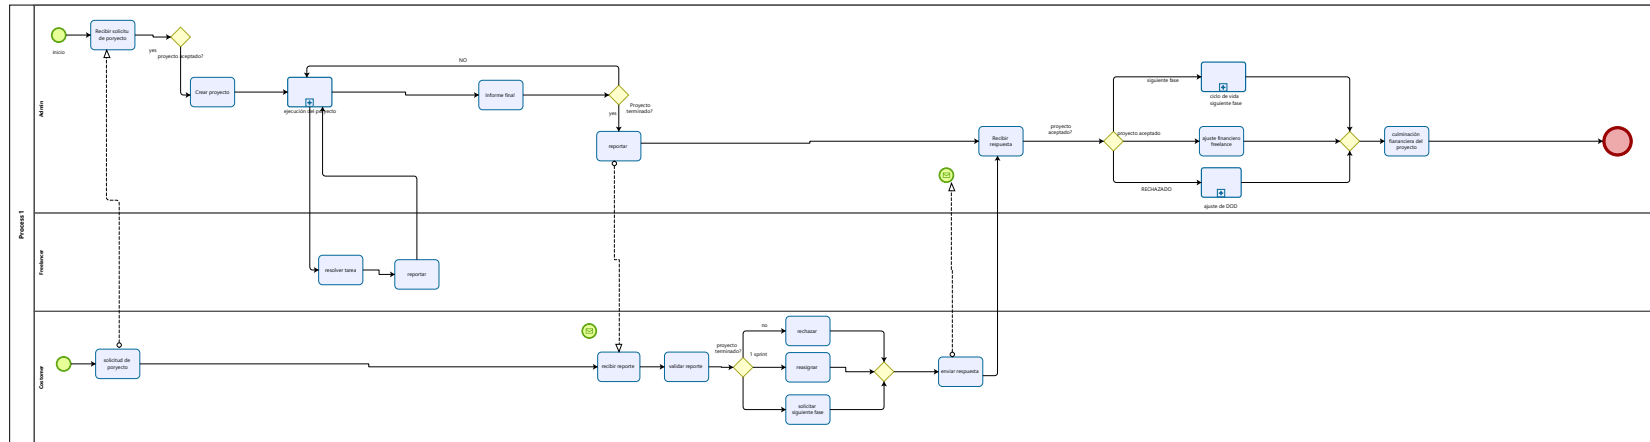 Process 1
Admin
inicio
Recibir solicitu
de poryecto
yes
proyecto aceptado?
Crear proyecto
ejecución del proyecto
NO
Informe final
Proyecto
terminado?
yes
reportar
Recibir
respuesta
proyecto
aceptado?
siguiente fase
ciclo de vida
siguiente fase
proyecto aceptado
ajuste financiero
freelance
RECHAZADO
ajuste de DOD
culminación
fiananciera del
proyecto
Freelancer
resolver tarea
reportar
Costomer
solicitud de
poryecto
recibir reporte
validar reporte
proyecto
terminado?
no
rechazar
1 sprint
reasignar
solicitar
siguiente fase
enviar respuesta